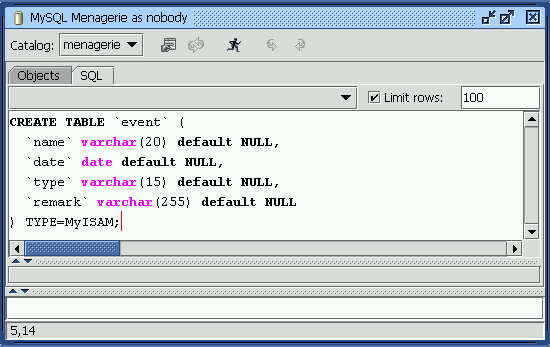 MySQL Menagerie as nobody
Catalog: menagerie
Objects SQL
Limit rows: 100
CREATE TABLE `event` (
`name` varchar(20) default NULL,
`date` date default NULL,
`type` varchar(15) default NULL,
`remark` varchar(255) default NULL
) TYPE=MyISAM;
5,14